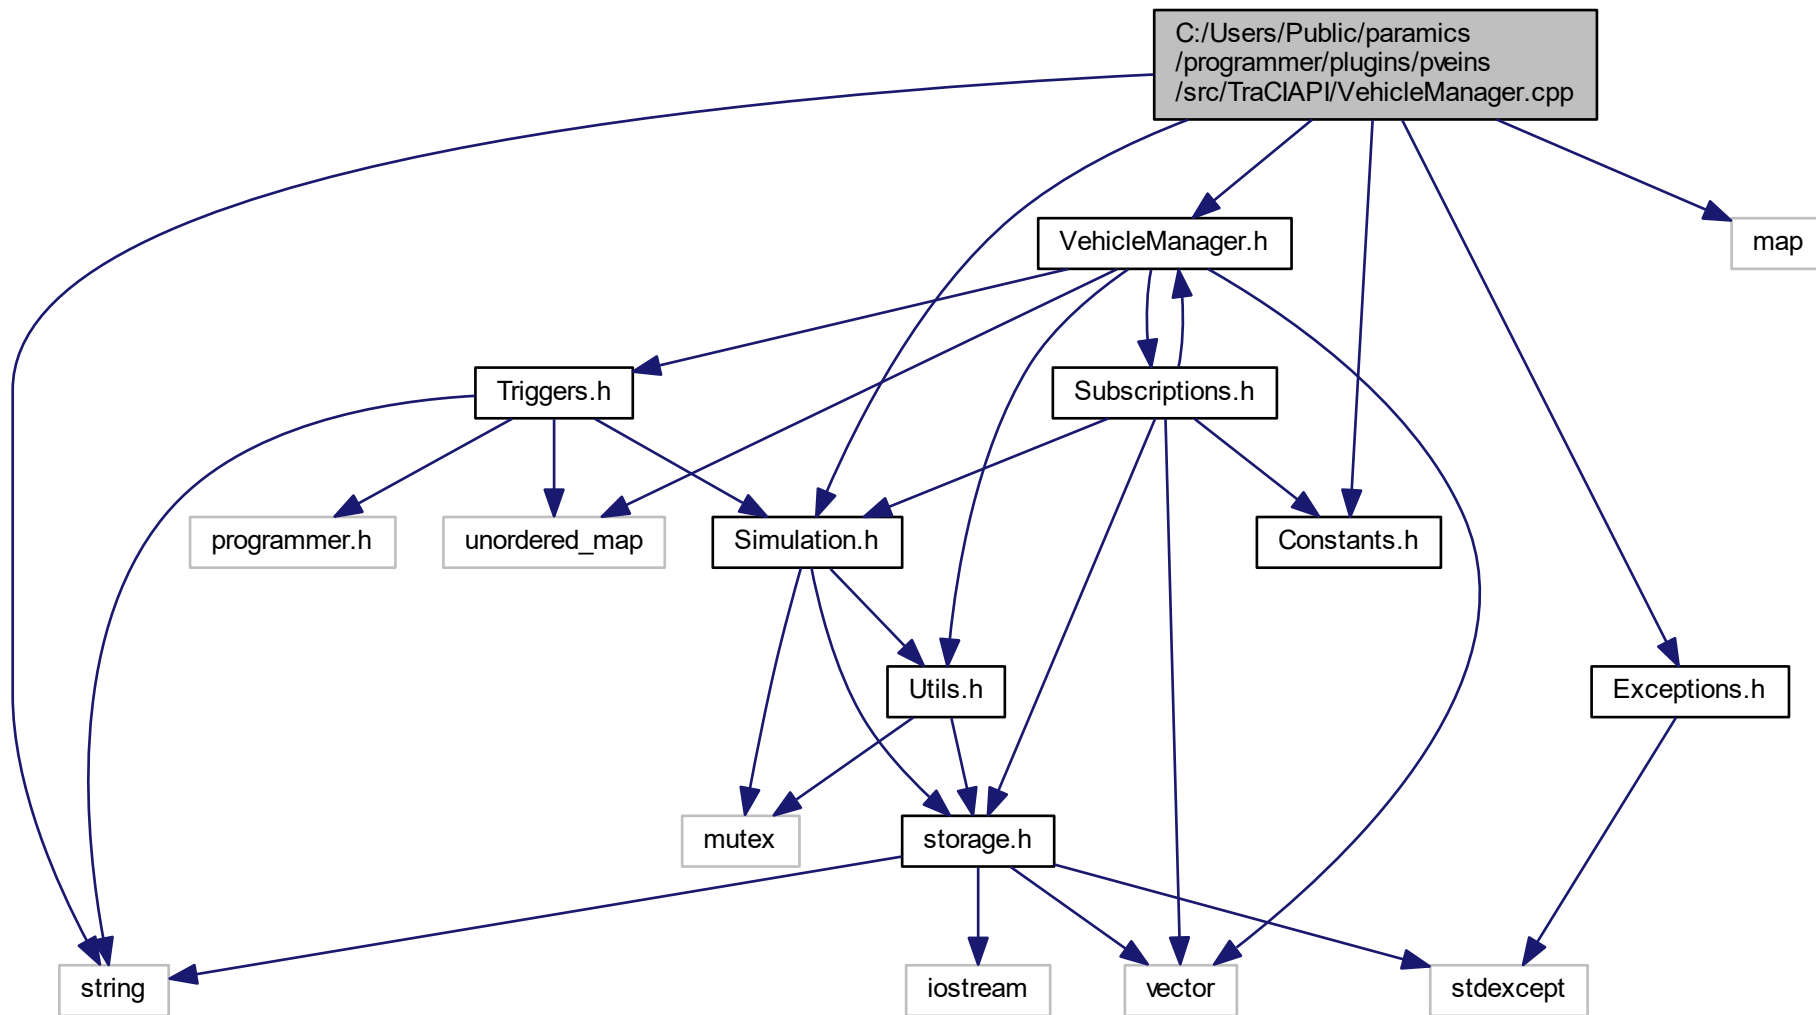 C:/Users/Public/paramics
/programmer/plugins/pveins
/src/TraCIAPI/VehicleManager.cpp
VehicleManager.h
map
Triggers.h
Subscriptions.h
programmer.h
unordered_map
Simulation.h
Constants.h
Utils.h
Exceptions.h
mutex
storage.h
string
iostream
vector
stdexcept